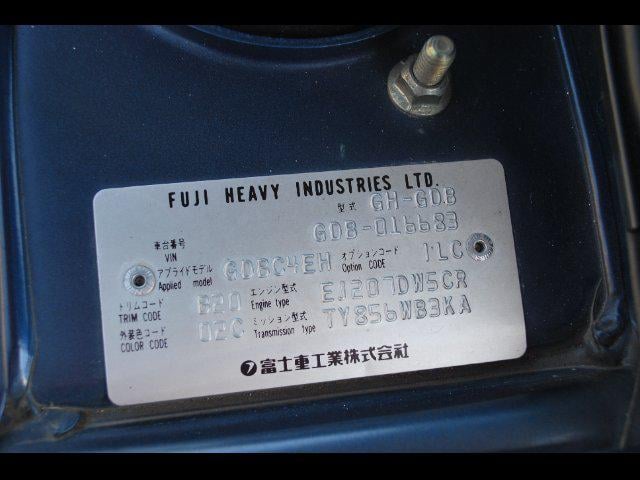 FUJI HEAVY INDUSTRIES LTD.
型式 GH-GDB
車台番号 VIN GDB-016683
アプライドモデル Applied model GDBC4EH オプションコード Option CODE 1LC
トリムコード TRIM CODE B20 エンジン型式 Engine type EJ207DW5CR
外装色コード COLOR CODE 02C ミッション型式 Transmission type TY856WB3KA
富士重工業株式会社